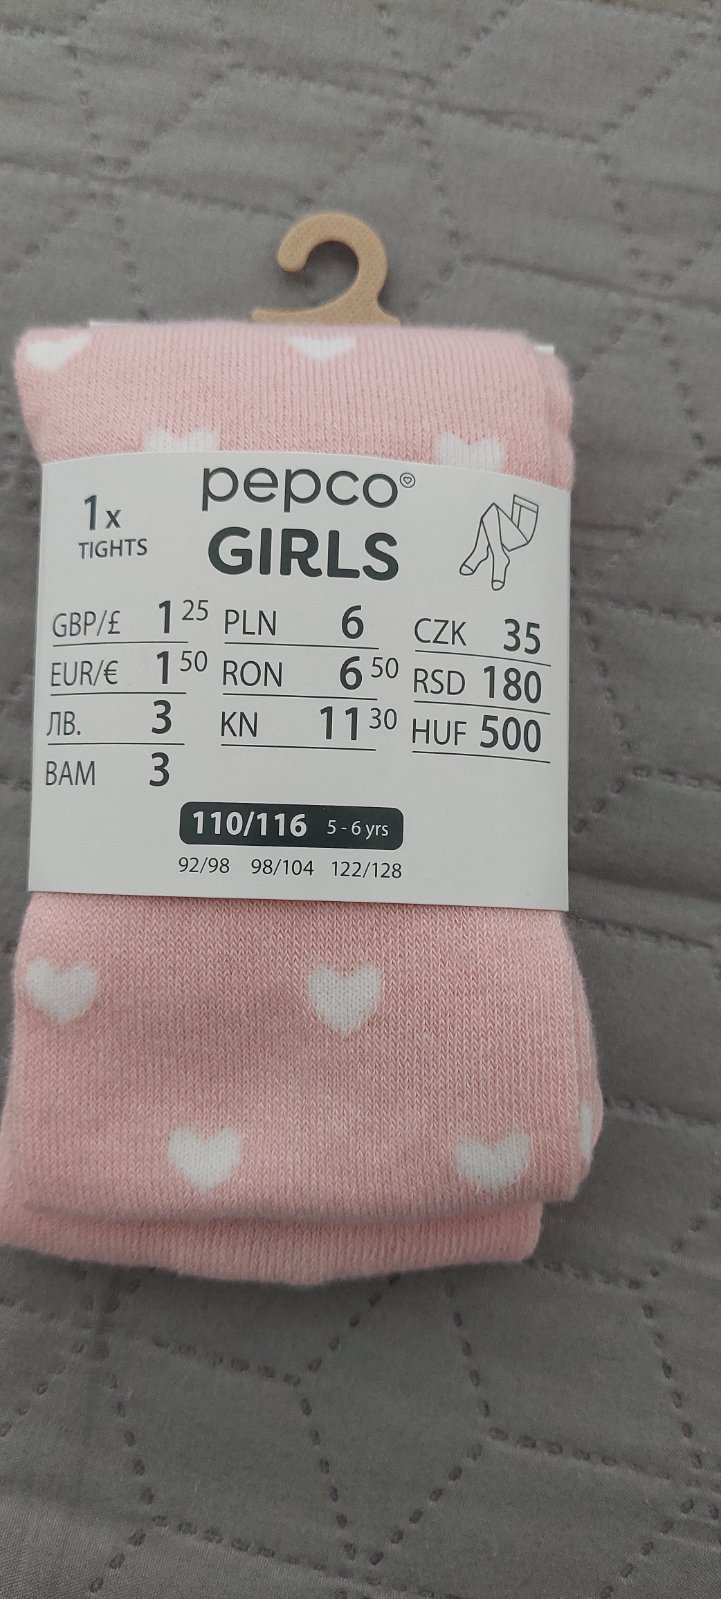 pepco
1x
TIGHTS
GIRLS
GBP/£ 1 25 PLN 6 CZK 35
EUR/€ 1 50 RON 6 50 RSD 180
ЛВ. 3 KN 11 30 HUF 500
BAM 3
110/116 5 - 6 yrs
92/98 98/104 122/128